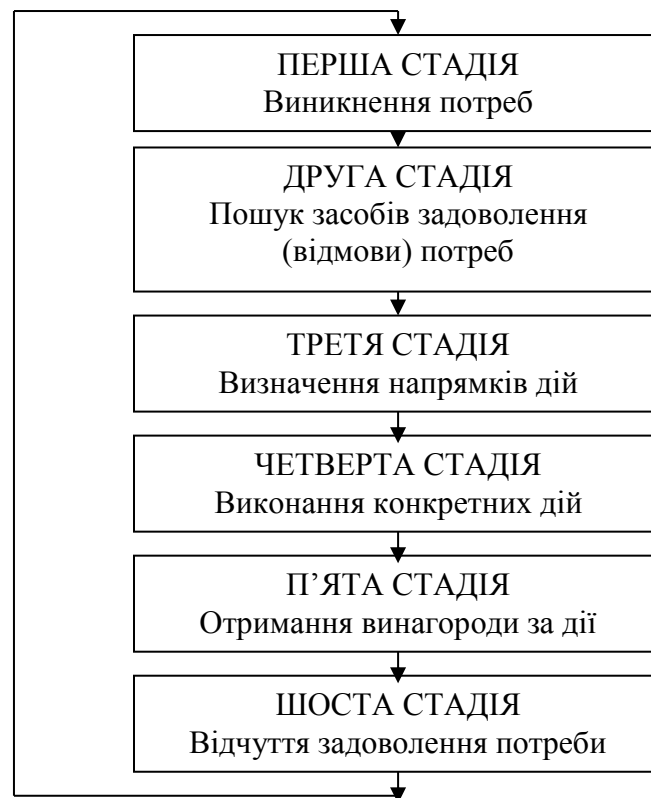 ПЕРША СТАДІЯ
Виникнення потреб
ДРУГА СТАДІЯ
Пошук засобів задоволення
(відмови) потреб
ТРЕТЯ СТАДІЯ
Визначення напрямків дій
ЧЕТВЕРТА СТАДІЯ
Виконання конкретних дій
П’ЯТА СТАДІЯ
Отримання винагороди за дії
ШОСТА СТАДІЯ
Відчуття задоволення потреби